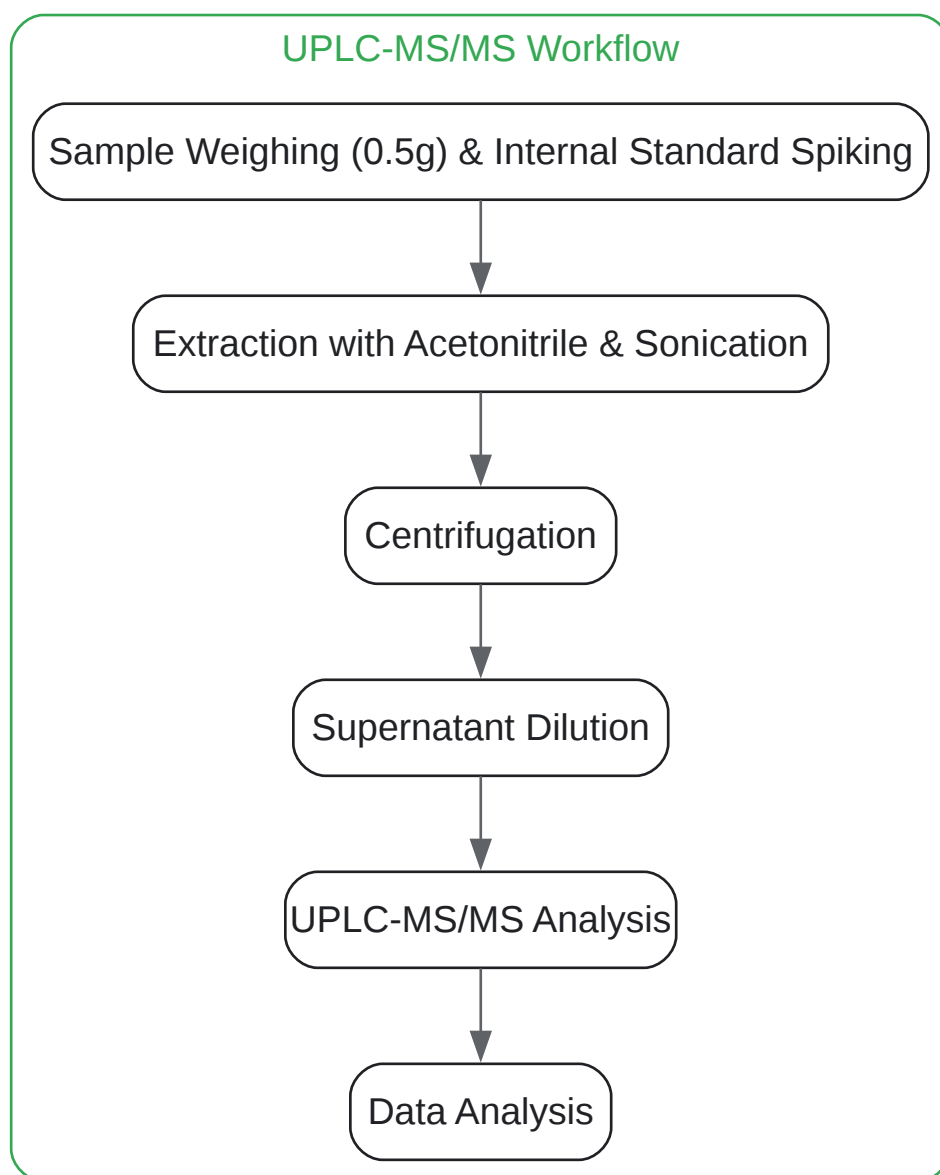 UPLC-MS/MS Workflow
Sample Weighing (0.5g) & Internal Standard Spiking
Extraction with Acetonitrile & Sonication
Centrifugation
Supernatant Dilution
UPLC-MS/MS Analysis
Data Analysis